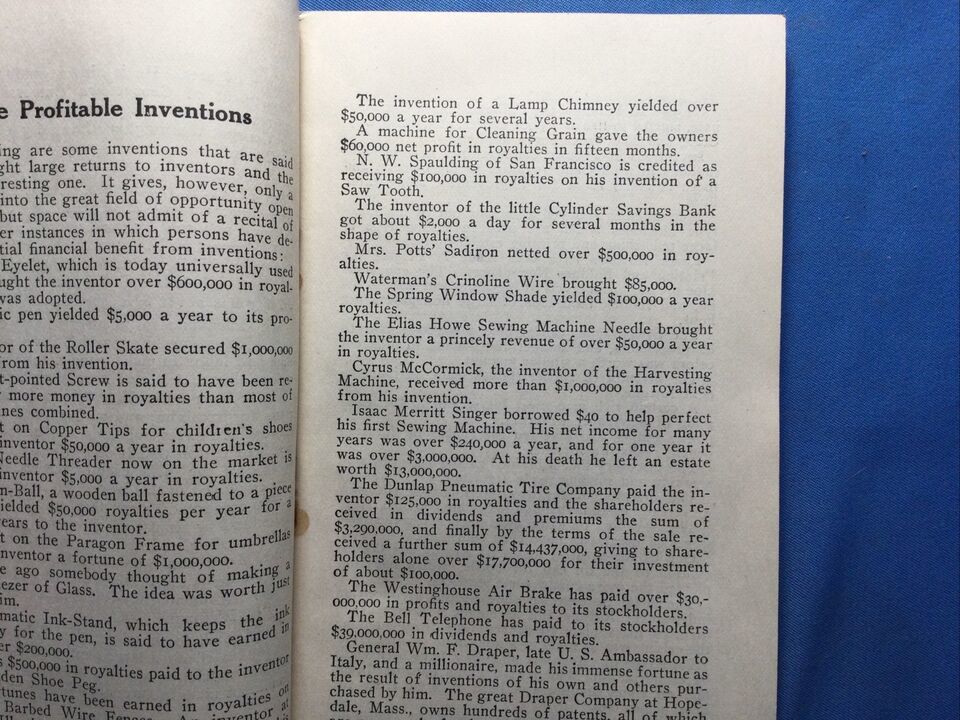 e Profitable Inventions
ing are some inventions that are said
ght large returns to inventors and the
resting one. It gives, however, only a
into the great field of opportunity open
but space will not admit of a recital of
er instances in which persons have de-
tial financial benefit from inventions:
Eyelet, which is today universally used
ught the inventor over $600,000 in royal-
was adopted.
ic pen yielded $5,000 a year to its pro-
or of the Roller Skate secured $1,000,000
rom his invention.
t-pointed Screw is said to have been re-
more money in royalties than most of
ines combined.
t on Copper Tips for children's shoes
inventor $50,000 a year in royalties.
Needle Threader now on the market is
inventor $5,000 a year in royalties.
n-Ball, a wooden ball fastened to a piece
ielded $50,000 royalties per year for a
ears to the inventor.
t on the Paragon Frame for umbrellas
inventor a fortune of $1,000,000.
e ago somebody thought of making a
ezer of Glass. The idea was worth just
im.
matic Ink-Stand, which keeps the ink
y for the pen, is said to have earned in
er $200,000.
s $500,000 in royalties paid to the inventor
den Shoe Peg.
rtunes have been earned in royalties on
Barbed Wire Fences. An inventor at
The invention of a Lamp Chimney yielded over
$50,000 a year for several years.
A machine for Cleaning Grain gave the owners
$60,000 net profit in royalties in fifteen months.
N. W. Spaulding of San Francisco is credited as
receiving $100,000 in royalties on his invention of a
Saw Tooth.
The inventor of the little Cylinder Savings Bank
got about $2,000 a day for several months in the
shape of royalties.
Mrs. Potts' Sadiron netted over $500,000 in roy-
alties.
Waterman's Crinoline Wire brought $85,000.
The Spring Window Shade yielded $100,000 a year
royalties.
The Elias Howe Sewing Machine Needle brought
the inventor a princely revenue of over $50,000 a year
in royalties.
Cyrus McCormick, the inventor of the Harvesting
Machine, received more than $1,000,000 in royalties
from his invention.
Isaac Merritt Singer borrowed $40 to help perfect
his first Sewing Machine. His net income for many
years was over $240,000 a year, and for one year it
was over $3,000,000. At his death he left an estate
worth $13,000,000.
The Dunlap Pneumatic Tire Company paid the in-
ventor $125,000 in royalties and the shareholders re-
ceived in dividends and premiums the sum of
$3,290,000, and finally by the terms of the sale re-
ceived a further sum of $14,437,000, giving to share-
holders alone over $17,700,000 for their investment
of about $100,000.
The Westinghouse Air Brake has paid over $30,-
000,000 in profits and royalties to its stockholders.
The Bell Telephone has paid to its stockholders
$39,000,000 in dividends and royalties.
General Wm. F. Draper, late U. S. Ambassador to
Italy, and a millionaire, made his immense fortune as
the result of inventions of his own and others pur-
chased by him. The great Draper Company at Hope-
dale, Mass., owns hundreds of patents, all of which